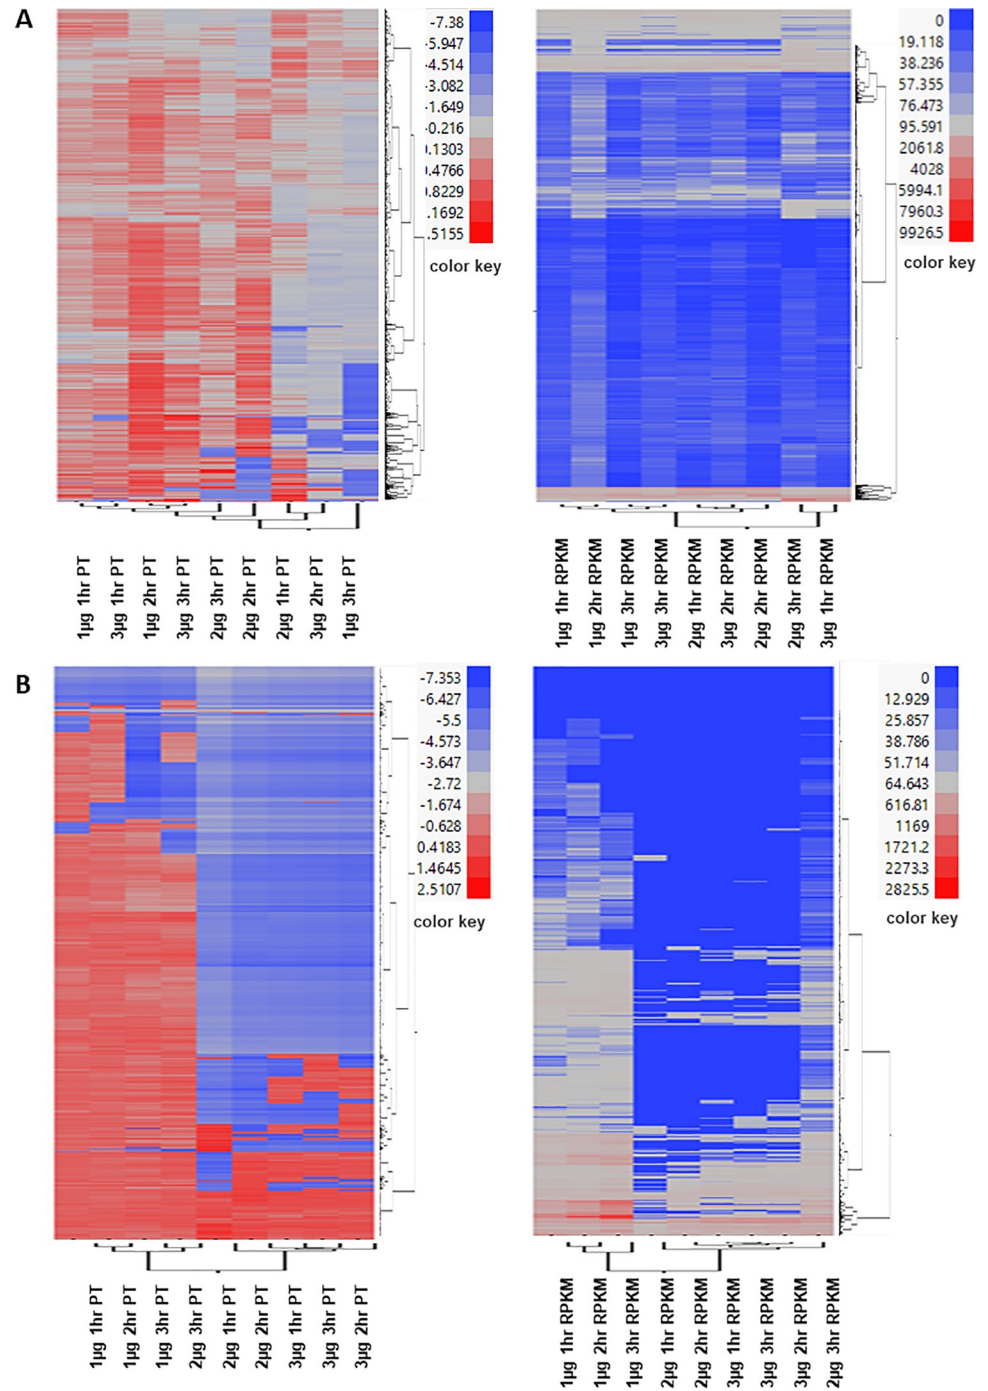 A
-7.38
-5.947
-4.514
-3.082
-1.649
-0.216
).1303
).4766
).8229
.1692
.5155
color key
0
19.118
38.236
57.355
76.473
95.591
2061.8
4028
5994.1
7960.3
9926.5
color key
1µg 1hr PT
3µg 1hr PT
1µg 2hr PT
3µg 3hr PT
2µg 3hr PT
2µg 2hr PT
2µg 1hr PT
3µg 2hr PT
1µg 3hr PT
1µg 1hr RPKM
1µg 2hr RPKM
1µg 3hr RPKM
3µg 3hr RPKM
2µg 1hr RPKM
3µg 2hr RPKM
2µg 2hr RPKM
2µg 3hr RPKM
3µg 1hr RPKM
B
-7.353
-6.427
-5.5
-4.573
-3.647
-2.72
-1.674
-0.628
0.4183
1.4645
2.5107
color key
0
12.929
25.857
38.786
51.714
64.643
616.81
1169
1721.2
2273.3
2825.5
color key
1µg 1hr PT
1µg 2hr PT
1µg 3hr PT
2µg 3hr PT
2µg 1hr PT
2µg 2hr PT
3µg 1hr PT
3µg 3hr PT
3µg 2hr PT
1µg 1hr RPKM
1µg 2hr RPKM
1µg 3hr RPKM
2µg 1hr RPKM
2µg 2hr RPKM
3µg 1hr RPKM
3µg 3hr RPKM
3µg 2hr RPKM
2µg 3hr RPKM